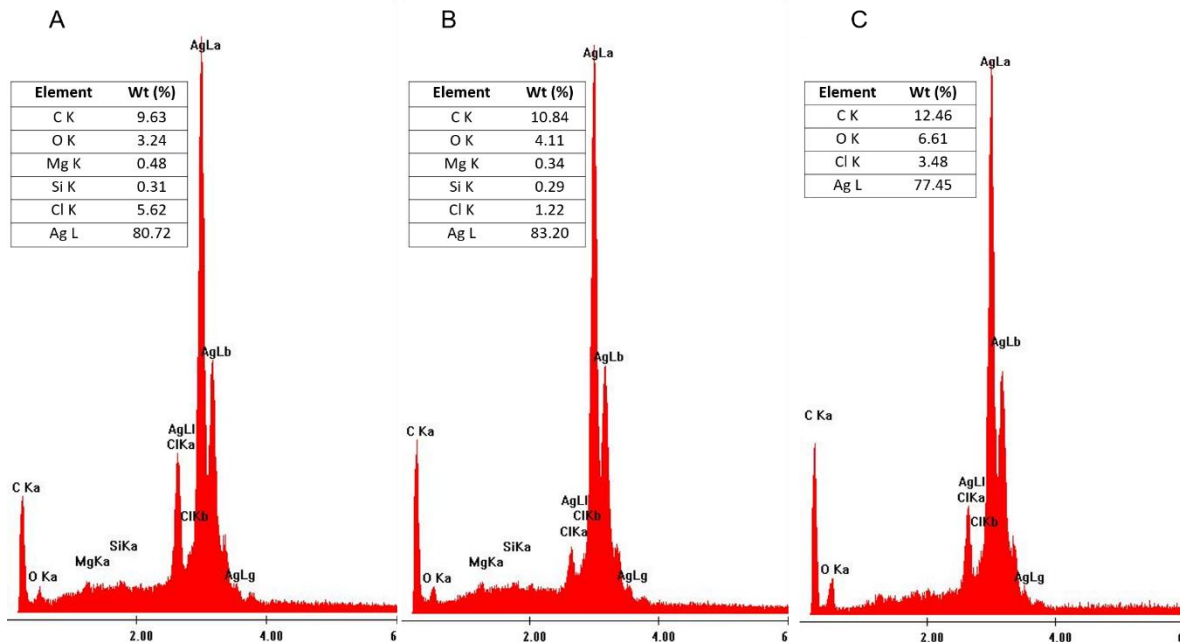 A
Element Wt (%)
C K 9.63
O K 3.24
Mg K 0.48
Si K 0.31
Cl K 5.62
Ag L 80.72
AgLa
AgLb
AgLl
ClKa
ClKb
C Ka
O Ka
MgKa
SiKa
AgLg
2.00 4.00 6
B
Element Wt (%)
C K 10.84
O K 4.11
Mg K 0.34
Si K 0.29
Cl K 1.22
Ag L 83.20
AgLa
AgLb
C Ka
AgLl
ClKb
ClKa
SiKa
MgKa
O Ka
AgLg
2.00 4.00 6
C
Element Wt (%)
C K 12.46
O K 6.61
Cl K 3.48
Ag L 77.45
AgLa
AgLb
C Ka
AgLl
ClKa
ClKb
O Ka
AgLg
2.00 4.00 6